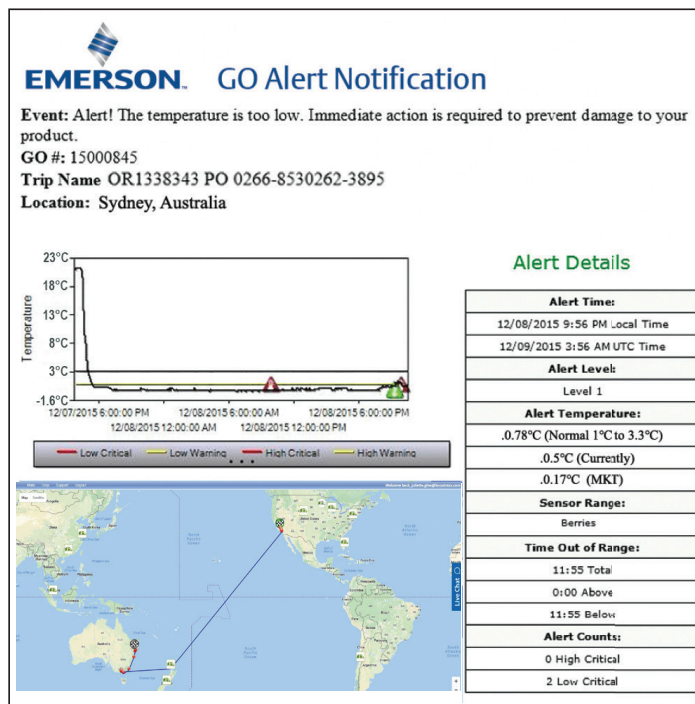 EMERSON™ GO Alert Notification
Event: Alert! The temperature is too low. Immediate action is required to prevent damage to your
product.
GO #: 15000845
Trip Name OR1338343 PO 0266-8530262-3895
Location: Sydney, Australia
23°C
18°C
13°C
8°C
3°C
-1.6°C
Temperature
12/07/2015 6:00:00 PM
12/08/2015 6:00:00 AM
12/08/2015 6:00:00 PM
12/08/2015 12:00:00 AM
12/08/2015 12:00:00 PM
Low Critical
Low Warning
High Critical
High Warning
Alert Details
Alert Time:
12/08/2015 9:56 PM Local Time
12/09/2015 3:56 AM UTC Time
Alert Level:
Level 1
Alert Temperature:
.0.78°C (Normal 1°C to 3.3°C)
.0.5°C (Currently)
.0.17°C (MKT)
Sensor Range:
Berries
Time Out of Range:
11:55 Total
0:00 Above
11:55 Below
Alert Counts:
0 High Critical
2 Low Critical
Live Chat